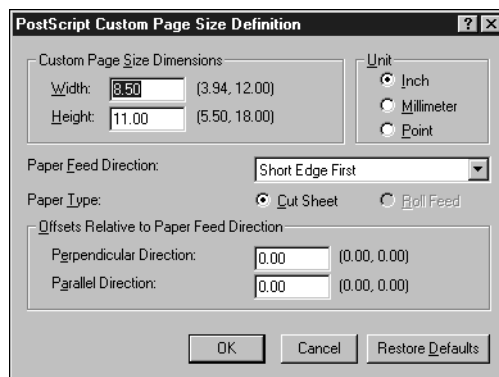 PostScript Custom Page Size Definition
Custom Page Size Dimensions
Width: 8.50 (3.94, 12.00)
Height: 11.00 (5.50, 18.00)
Unit
Inch
Millimeter
Point
Paper Feed Direction: Short Edge First
Paper Type: Cut Sheet Roll Feed
Offsets Relative to Paper Feed Direction
Perpendicular Direction: 0.00 (0.00, 0.00)
Parallel Direction: 0.00 (0.00, 0.00)
OK Cancel Restore Defaults